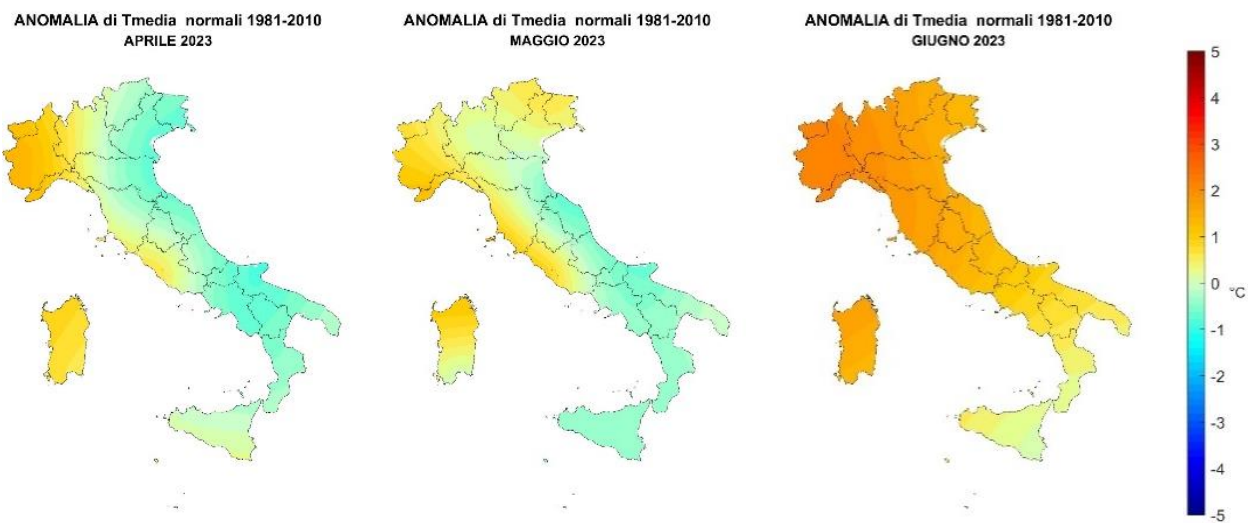 ANOMALIA di Tmedia normali 1981-2010
APRILE 2023
ANOMALIA di Tmedia normali 1981-2010
MAGGIO 2023
ANOMALIA di Tmedia normali 1981-2010
GIUGNO 2023
5
4
3
2
1
0
°C
-1
-2
-3
-4
-5